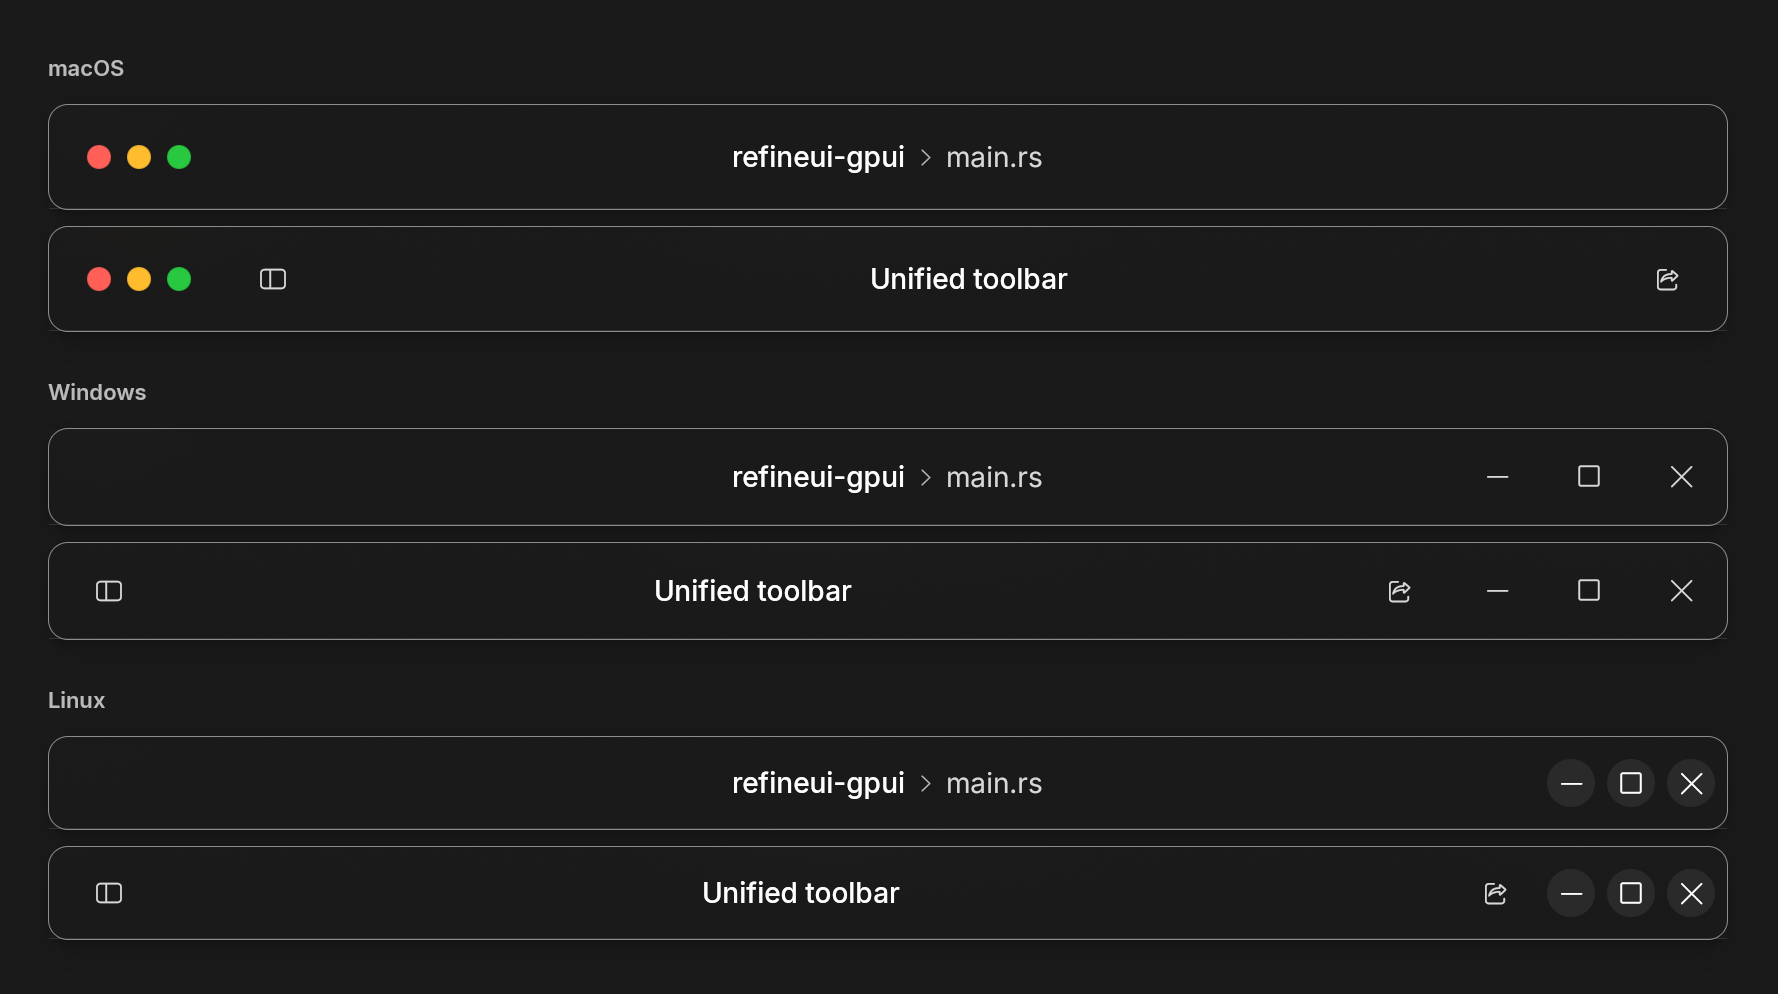 macOS
refineui-gpui > main.rs
Unified toolbar
Windows
refineui-gpui > main.rs
Unified toolbar
Linux
refineui-gpui > main.rs
Unified toolbar